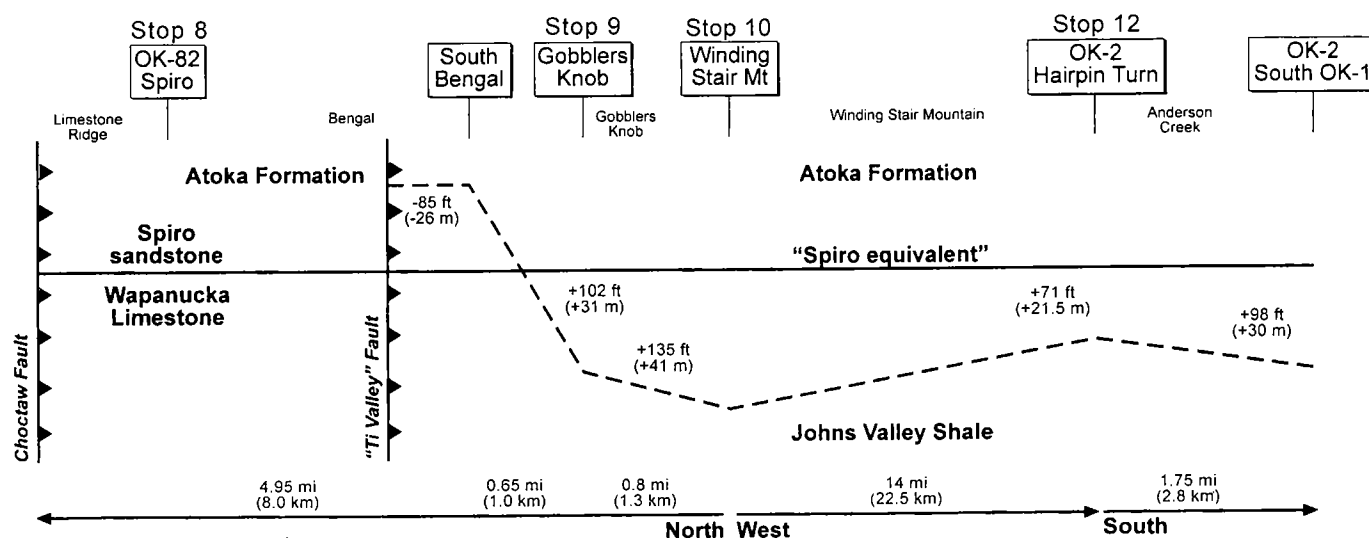 Stop 8
OK-82
Spiro
South
Bengal
Stop 9
Gobblers
Knob
Stop 10
Winding
Stair Mt
Stop 12
OK-2
Hairpin Turn
OK-2
South OK-1
Limestone
Ridge
Bengal
Gobblers
Knob
Winding Stair Mountain
Anderson
Creek
Atoka Formation
Atoka Formation
-85 ft
(-26 m)
Spiro
sandstone
“Spiro equivalent”
Wapanucka
Limestone
+102 ft
(+31 m)
+135 ft
(+41 m)
+71 ft
(+21.5 m)
+98 ft
(+30 m)
Choctaw Fault
“Ti Valley” Fault
Johns Valley Shale
4.95 mi
(8.0 km)
0.65 mi
(1.0 km)
0.8 mi
(1.3 km)
14 mi
(22.5 km)
1.75 mi
(2.8 km)
North
West
South